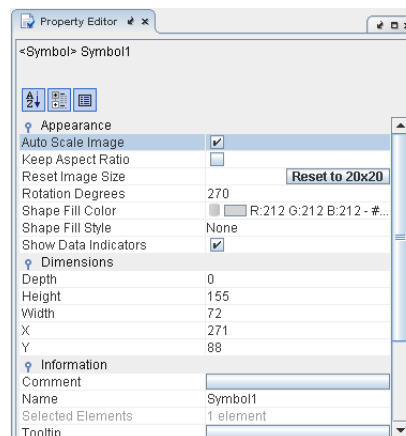 Property Editor
<Symbol> Symbol1
Appearance
Auto Scale Image
Keep Aspect Ratio
Reset Image Size Reset to 20x20
Rotation Degrees 270
Shape Fill Color R:212 G:212 B:212 - #...
Shape Fill Style None
Show Data Indicators
Dimensions
Depth 0
Height 155
Width 72
X 271
Y 88
Information
Comment
Name Symbol1
Selected Elements 1 element
Tooltip